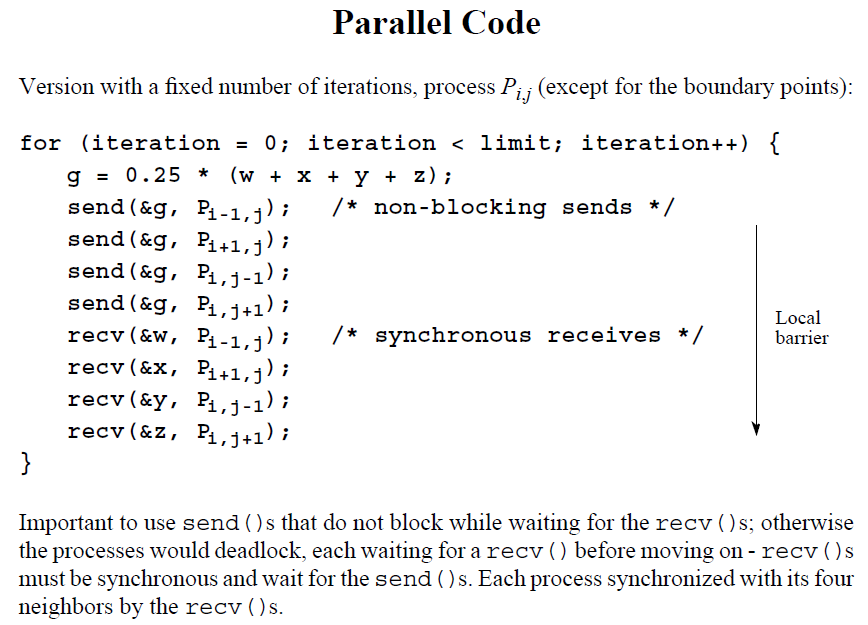 Parallel Code
Version with a fixed number of iterations, process Pi,j (except for the boundary points):
for (iteration = 0; iteration < limit; iteration++) {
g = 0.25 * (w + x + y + z);
send(&g, Pi-1,j); /* non-blocking sends */
send(&g, Pi+1,j);
send(&g, Pi,j-1);
send(&g, Pi,j+1);
recv(&w, Pi-1,j); /* synchronous receives */
recv(&x, Pi+1,j);
recv(&y, Pi,j-1);
recv(&z, Pi,j+1);
}
Local
barrier
Important to use send()s that do not block while waiting for the recv()s; otherwise
the processes would deadlock, each waiting for a recv() before moving on - recv()s
must be synchronous and wait for the send()s. Each process synchronized with its four
neighbors by the recv()s.